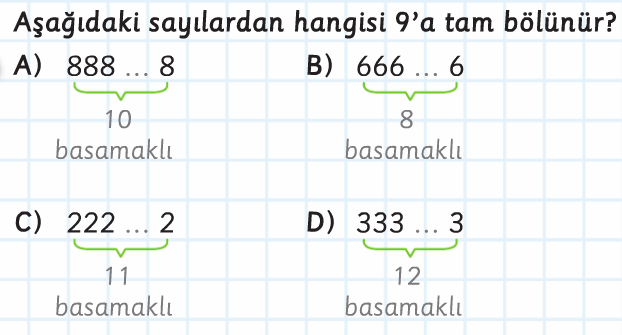 Aşağıdaki sayılardan hangisi 9'a tam bölünür?
A) 888 ... 8
10
basamaklı
B) 666 ... 6
8
basamaklı
C) 222 ... 2
11
basamaklı
D) 333 ... 3
12
basamaklı